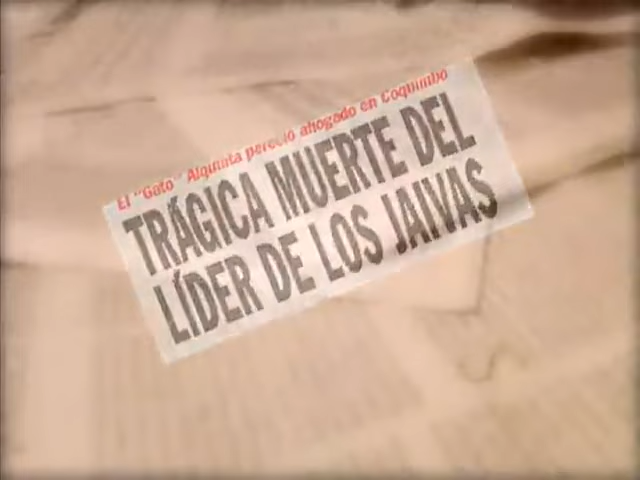 El "Gato" Alquinta pereció ahogado en Coquimbo
TRÁGICA MUERTE DEL
LÍDER DE LOS JAIVAS